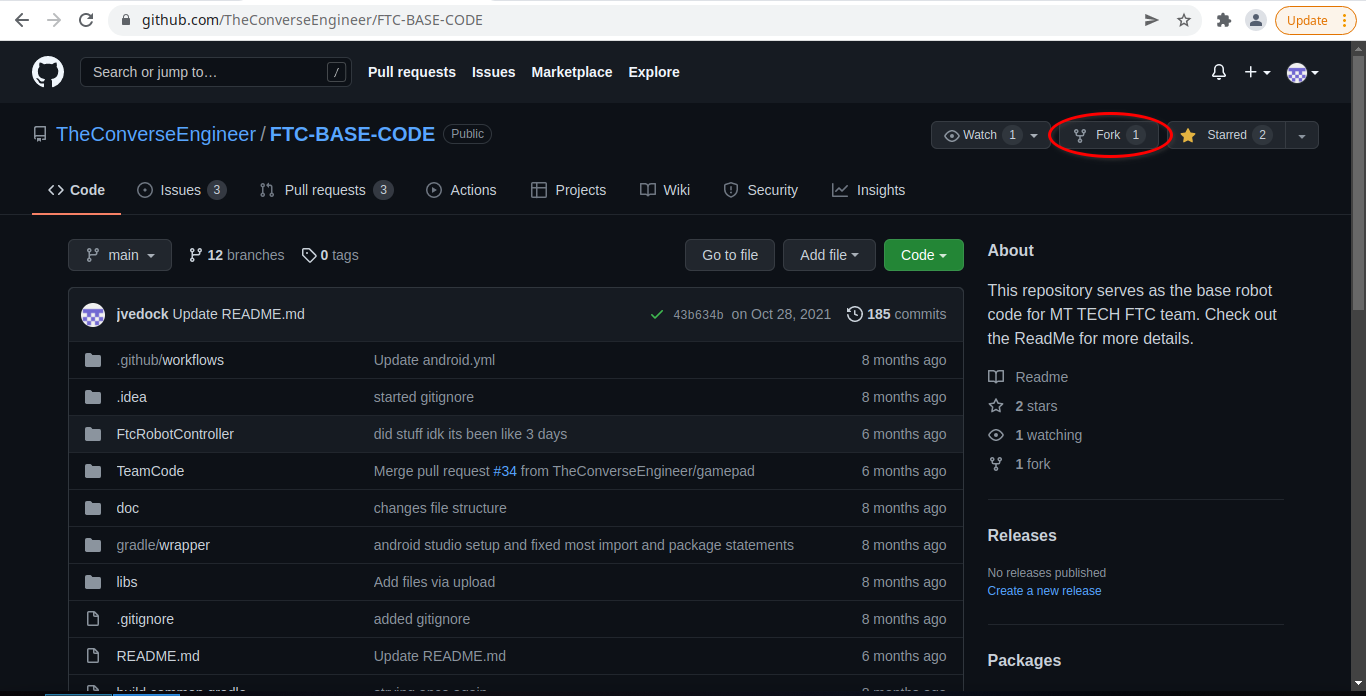 github.com/TheConverseEngineer/FTC-BASE-CODE Update
Search or jump to… / Pull requests Issues Marketplace Explore
TheConverseEngineer / FTC-BASE-CODE Public Watch 1 Fork 1 Starred 2
Code Issues 3 Pull requests 3 Actions Projects Wiki Security Insights
main 12 branches 0 tags Go to file Add file Code
jvedock Update README.md 43b634b on Oct 28, 2021 185 commits
.github/workflows Update android.yml 8 months ago
.idea started gitignore 8 months ago
FtcRobotController did stuff idk its been like 3 days 6 months ago
TeamCode Merge pull request #34 from TheConverseEngineer/gamepad 6 months ago
doc changes file structure 8 months ago
gradle/wrapper android studio setup and fixed most import and package statements 8 months ago
libs Add files via upload 8 months ago
.gitignore added gitignore 8 months ago
README.md Update README.md 6 months ago
build.common.gradle strying once again 8 months ago
About
This repository serves as the base robot
code for MT TECH FTC team. Check out
the ReadMe for more details.
Readme
2 stars
1 watching
1 fork
Releases
No releases published
Create a new release
Packages